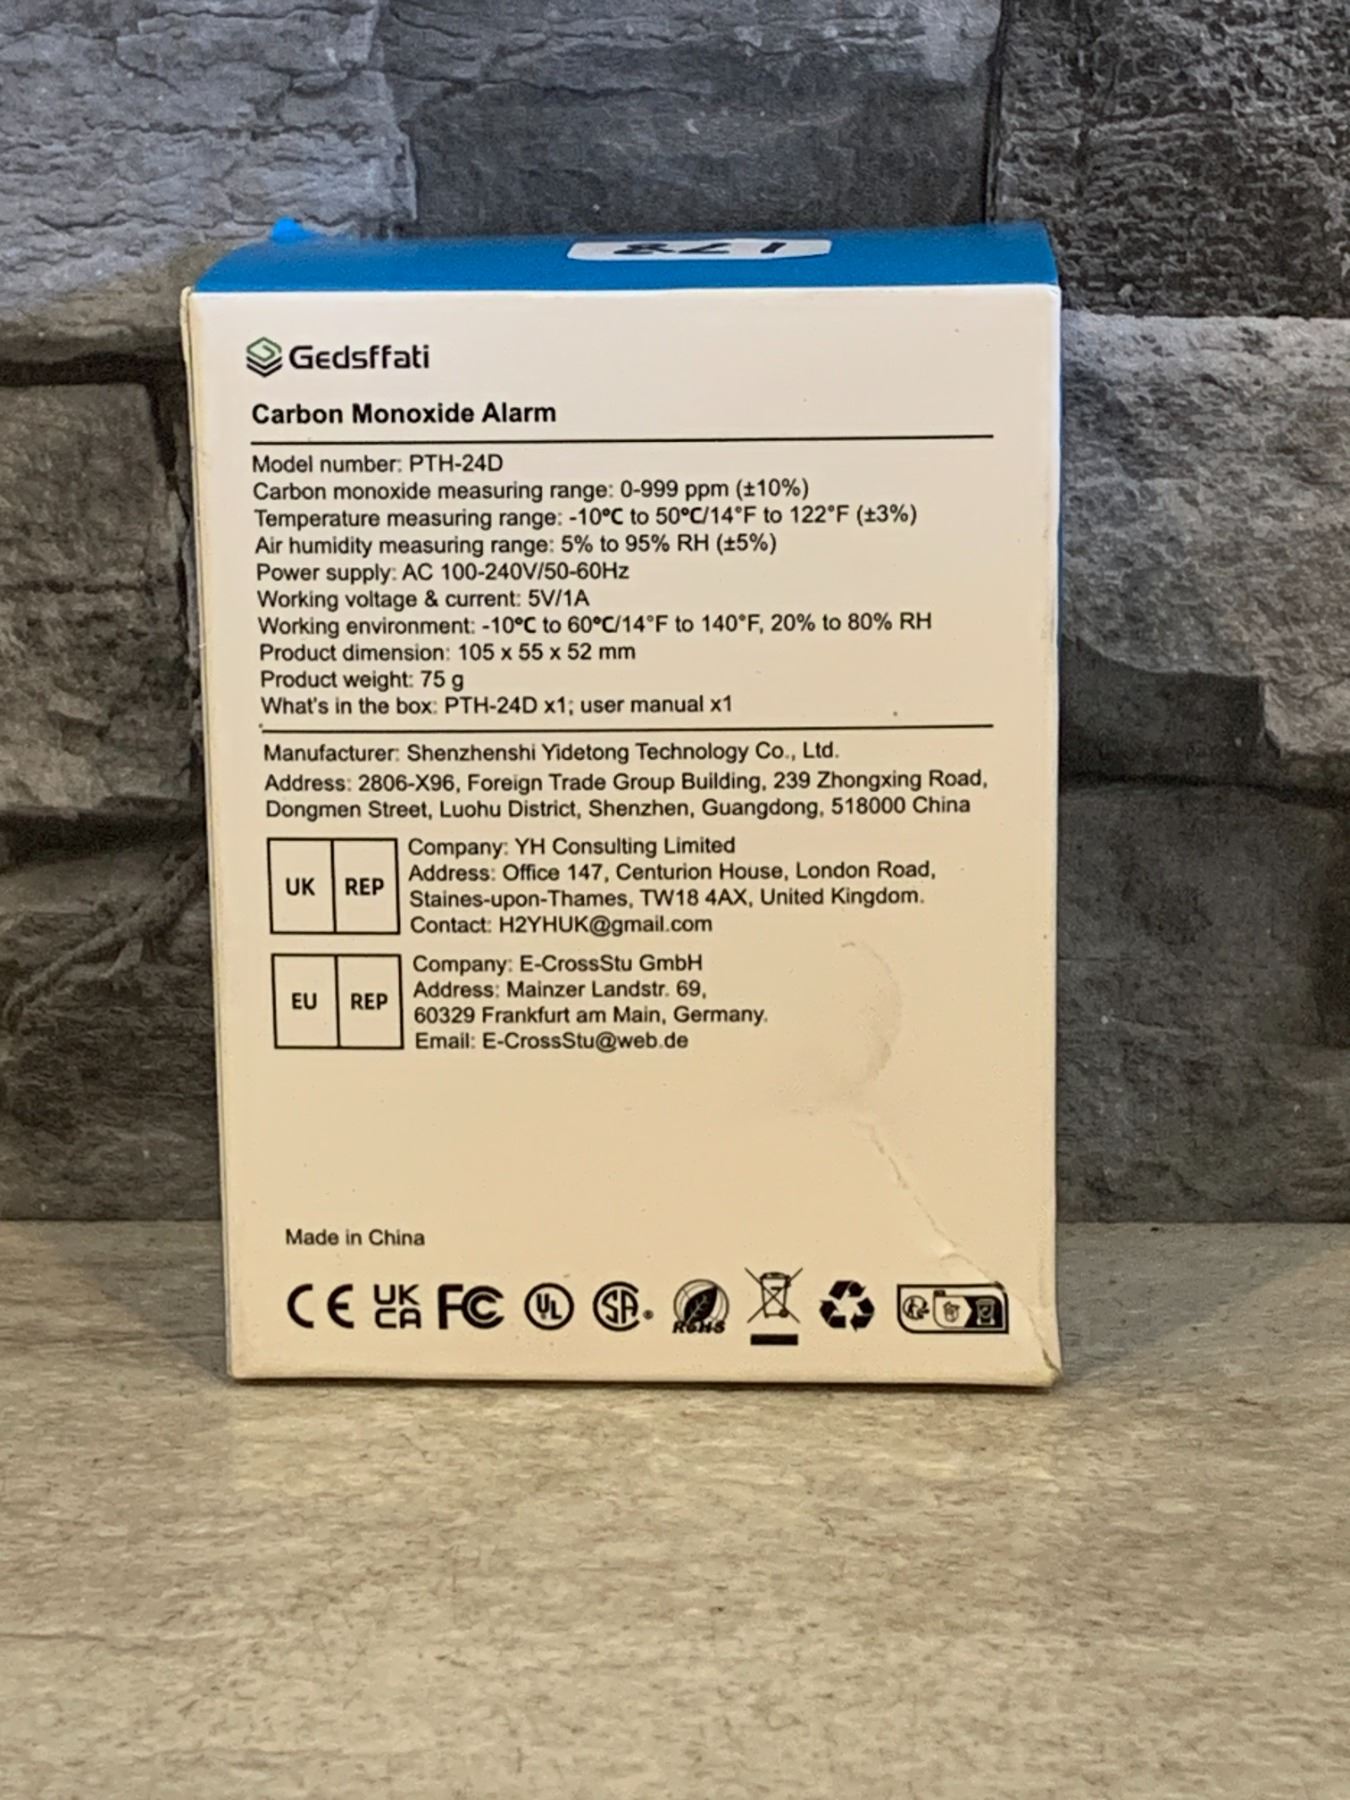 178
Gedsffati
Carbon Monoxide Alarm
Model number: PTH-24D
Carbon monoxide measuring range: 0-999 ppm (±10%)
Temperature measuring range: -10℃ to 50℃/14°F to 122°F (±3%)
Air humidity measuring range: 5% to 95% RH (±5%)
Power supply: AC 100-240V/50-60Hz
Working voltage & current: 5V/1A
Working environment: -10℃ to 60℃/14°F to 140°F, 20% to 80% RH
Product dimension: 105 x 55 x 52 mm
Product weight: 75 g
What's in the box: PTH-24D x1; user manual x1
Manufacturer: Shenzhenshi Yidetong Technology Co., Ltd.
Address: 2806-X96, Foreign Trade Group Building, 239 Zhongxing Road,
Dongmen Street, Luohu District, Shenzhen, Guangdong, 518000 China
UK REP
Company: YH Consulting Limited
Address: Office 147, Centurion House, London Road,
Staines-upon-Thames, TW18 4AX, United Kingdom.
Contact: H2YHUK@gmail.com
EU REP
Company: E-CrossStu GmbH
Address: Mainzer Landstr. 69,
60329 Frankfurt am Main, Germany.
Email: E-CrossStu@web.de
Made in China
CE UK CA FC UL SA® RoHS